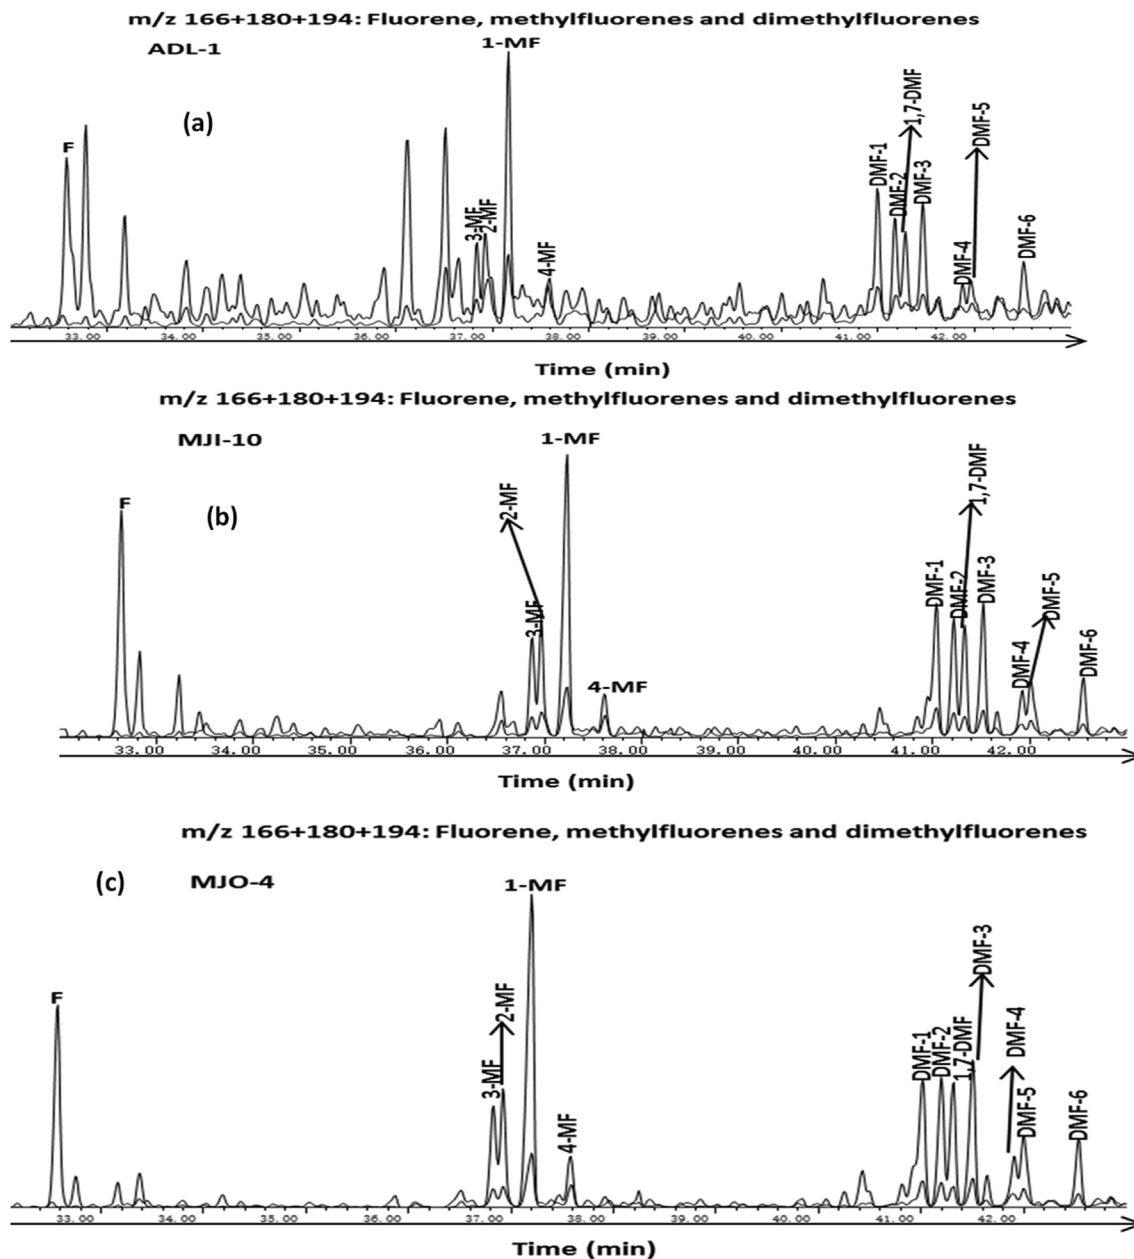 m/z 166+180+194: Fluorene, methylfluorenes and dimethylfluorenes
ADL-1
1-MF
(a)
F
3-MF
2-MF
4-MF
DMF-1
DMF-2
1,7-DMF
DMF-3
DMF-4
DMF-5
DMF-6
33.00 34.00 35.00 36.00 37.00 38.00 39.00 40.00 41.00 42.00
Time (min)
m/z 166+180+194: Fluorene, methylfluorenes and dimethylfluorenes
MJI-10
1-MF
(b)
F
2-MF
3-MF
4-MF
DMF-1
DMF-2
1,7-DMF
DMF-3
DMF-4
DMF-5
DMF-6
33.00 34.00 35.00 36.00 37.00 38.00 39.00 40.00 41.00 42.00
Time (min)
m/z 166+180+194: Fluorene, methylfluorenes and dimethylfluorenes
(c)
MJO-4
1-MF
F
3-MF
2-MF
4-MF
DMF-1
DMF-2
1,7-DMF
DMF-3
DMF-4
DMF-5
DMF-6
33.00 34.00 35.00 36.00 37.00 38.00 39.00 40.00 41.00 42.00
Time (min)